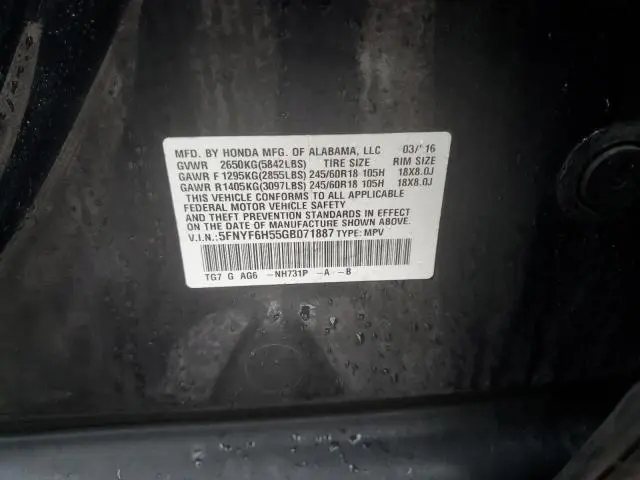 MFD. BY HONDA MFG. OF ALABAMA, LLC 03/'16
GVWR 2650KG(5842LBS) TIRE SIZE RIM SIZE
GAWR F 1295KG(2855LBS) 245/60R18 105H 18X8.0J
GAWR R1405KG(3097LBS) 245/60R18 105H 18X8.0J
THIS VEHICLE CONFORMS TO ALL APPLICABLE
FEDERAL MOTOR VEHICLE SAFETY
AND THEFT PREVENTION STANDARDS IN EFFECT
ON THE DATE OF MANUFACTURE SHOWN ABOVE.
V.I.N.:5FNYF6H55GB071887 TYPE: MPV
TG7 G AG6 -NH731P -A -B